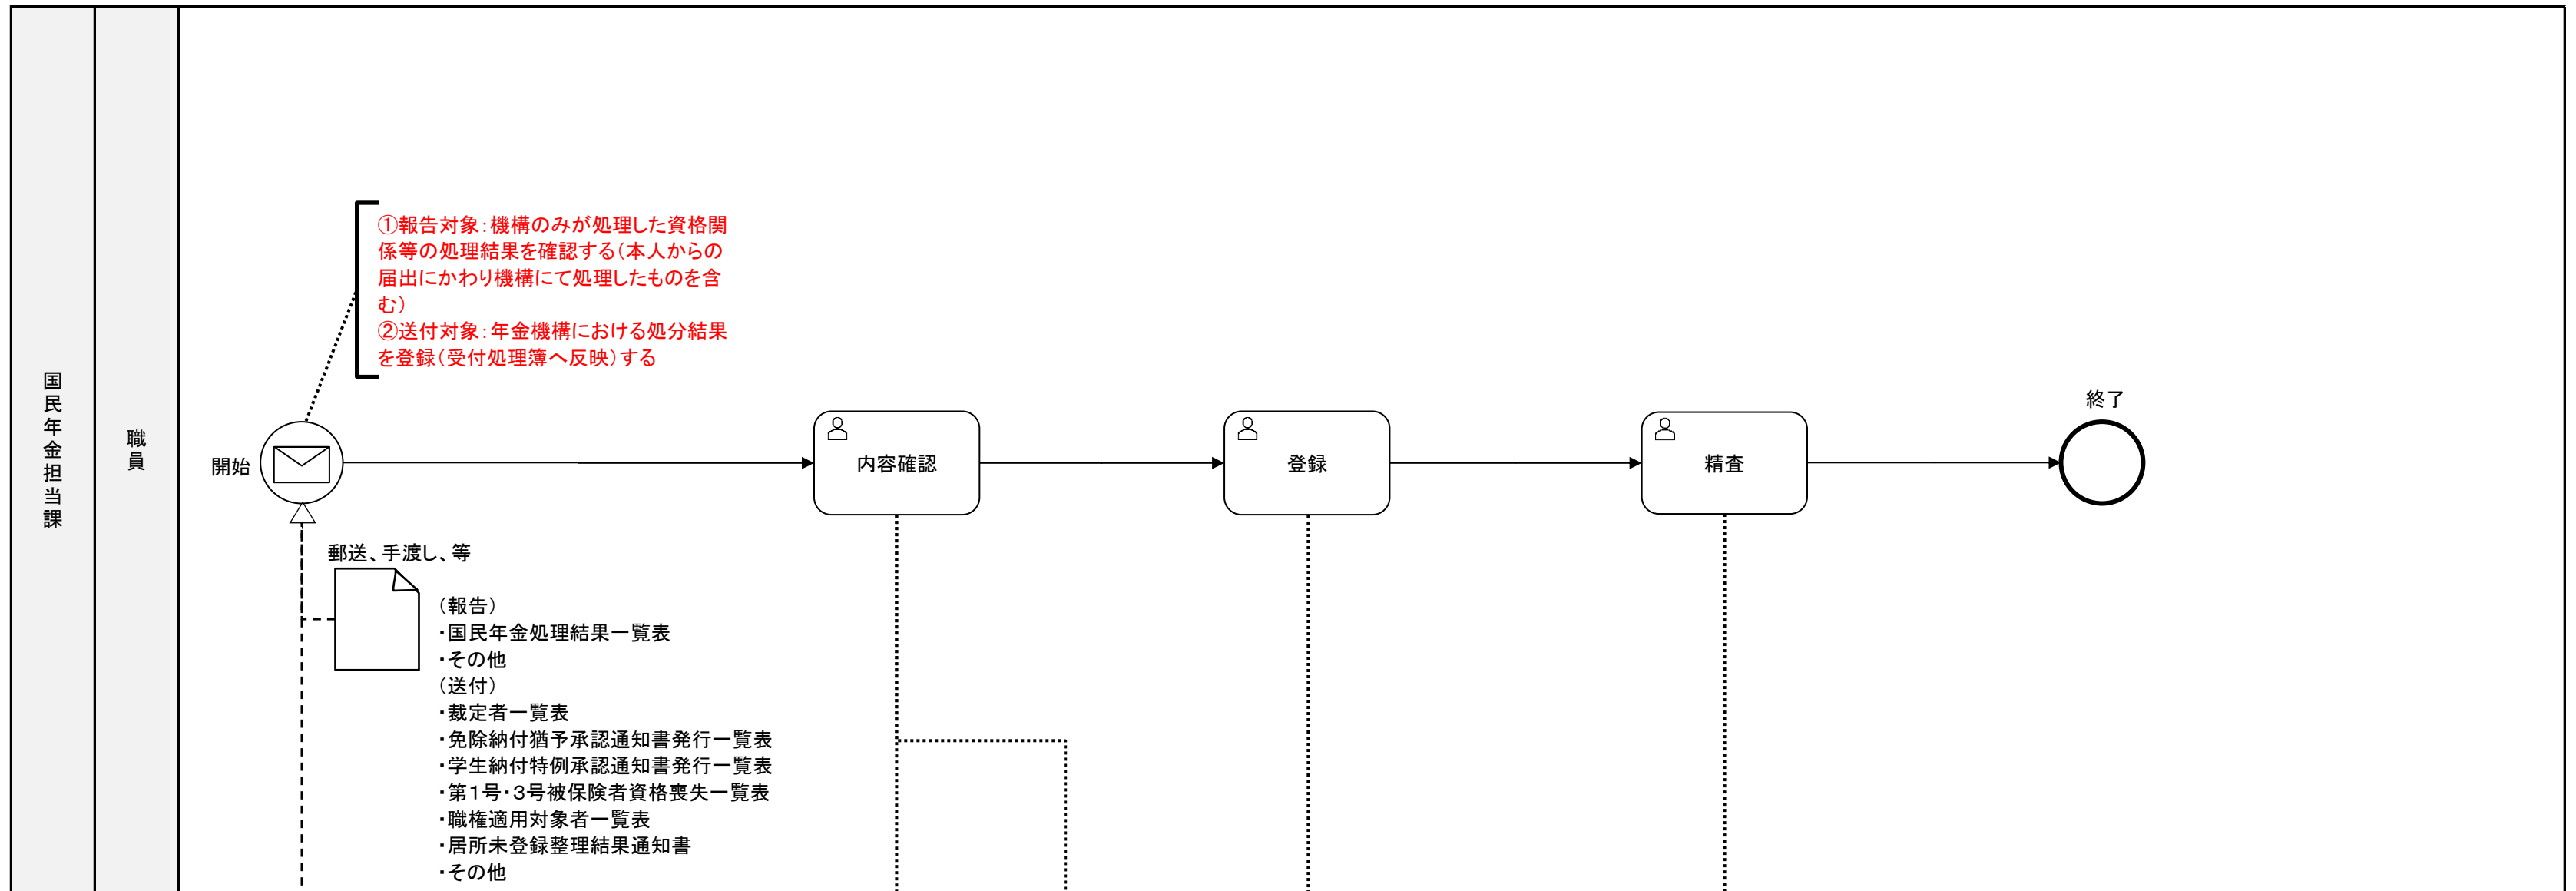 国民年金担当課
職員
①報告対象：機構のみが処理した資格関
係等の処理結果を確認する（本人からの
届出にかわり機構にて処理したものを含
む）
②送付対象：年金機構における処分結果
を登録（受付処理簿へ反映）する
開始
内容確認
登録
精査
終了
郵送、手渡し、等
（報告）
・国民年金処理結果一覧表
・その他
（送付）
・裁定者一覧表
・免除納付猶予承認通知書発行一覧表
・学生納付特例承認通知書発行一覧表
・第１号・３号被保険者資格喪失一覧表
・職権適用対象者一覧表
・居所未登録整理結果通知書
・その他